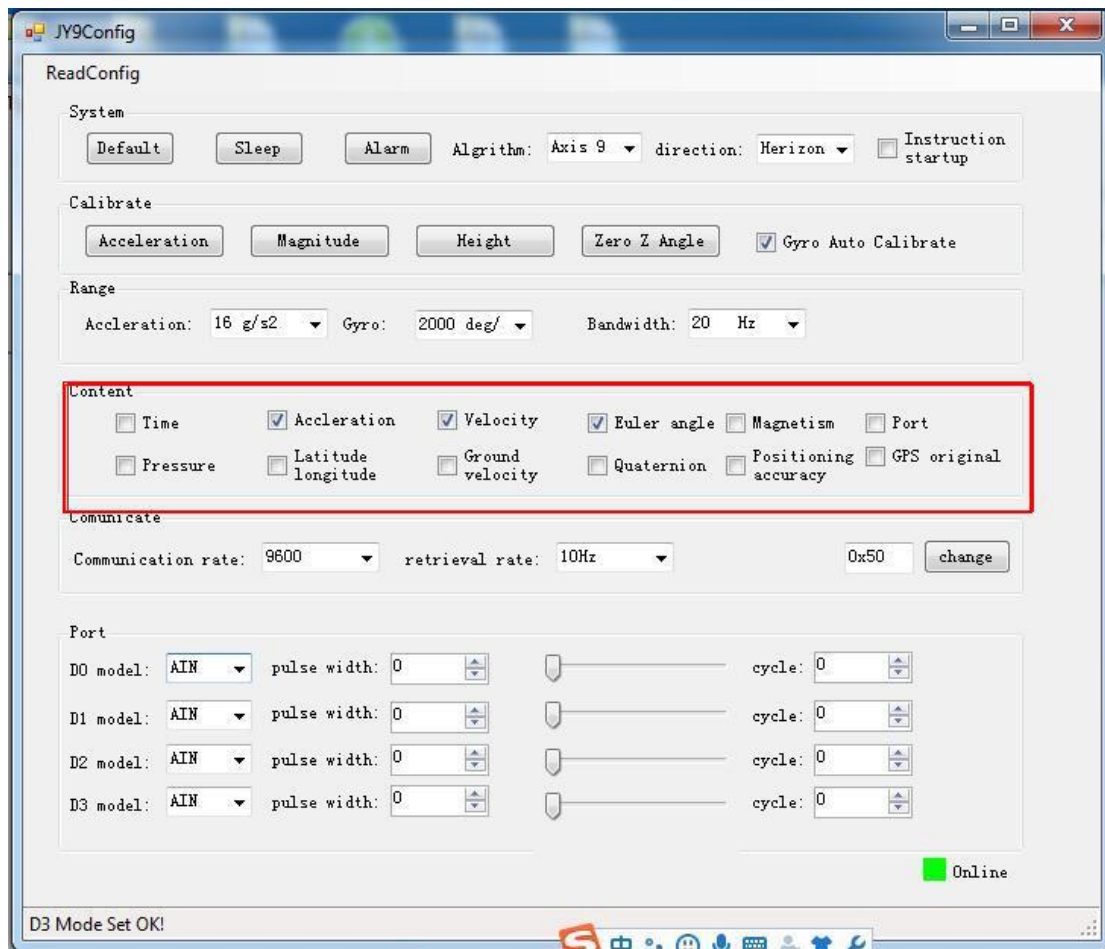 JY9Config
ReadConfig
System
Default Sleep Alarm Algrithm: Axis 9 direction: Herizon Instruction startup
Calibrate
Acceleration Magnitude Height Zero Z Angle Gyro Auto Calibrate
Range
Accleration: 16 g/s2 Gyro: 2000 deg/ Bandwidth: 20 Hz
Content
Time Accleration Velocity Euler angle Magnetism Port
Pressure Latitude longitude Ground velocity Quaternion Positioning accuracy GPS original
Comunicate
Communication rate: 9600 retrieval rate: 10Hz 0x50 change
Port
D0 model: AIN pulse width: 0 cycle: 0
D1 model: AIN pulse width: 0 cycle: 0
D2 model: AIN pulse width: 0 cycle: 0
D3 model: AIN pulse width: 0 cycle: 0
Online
D3 Mode Set OK!
中